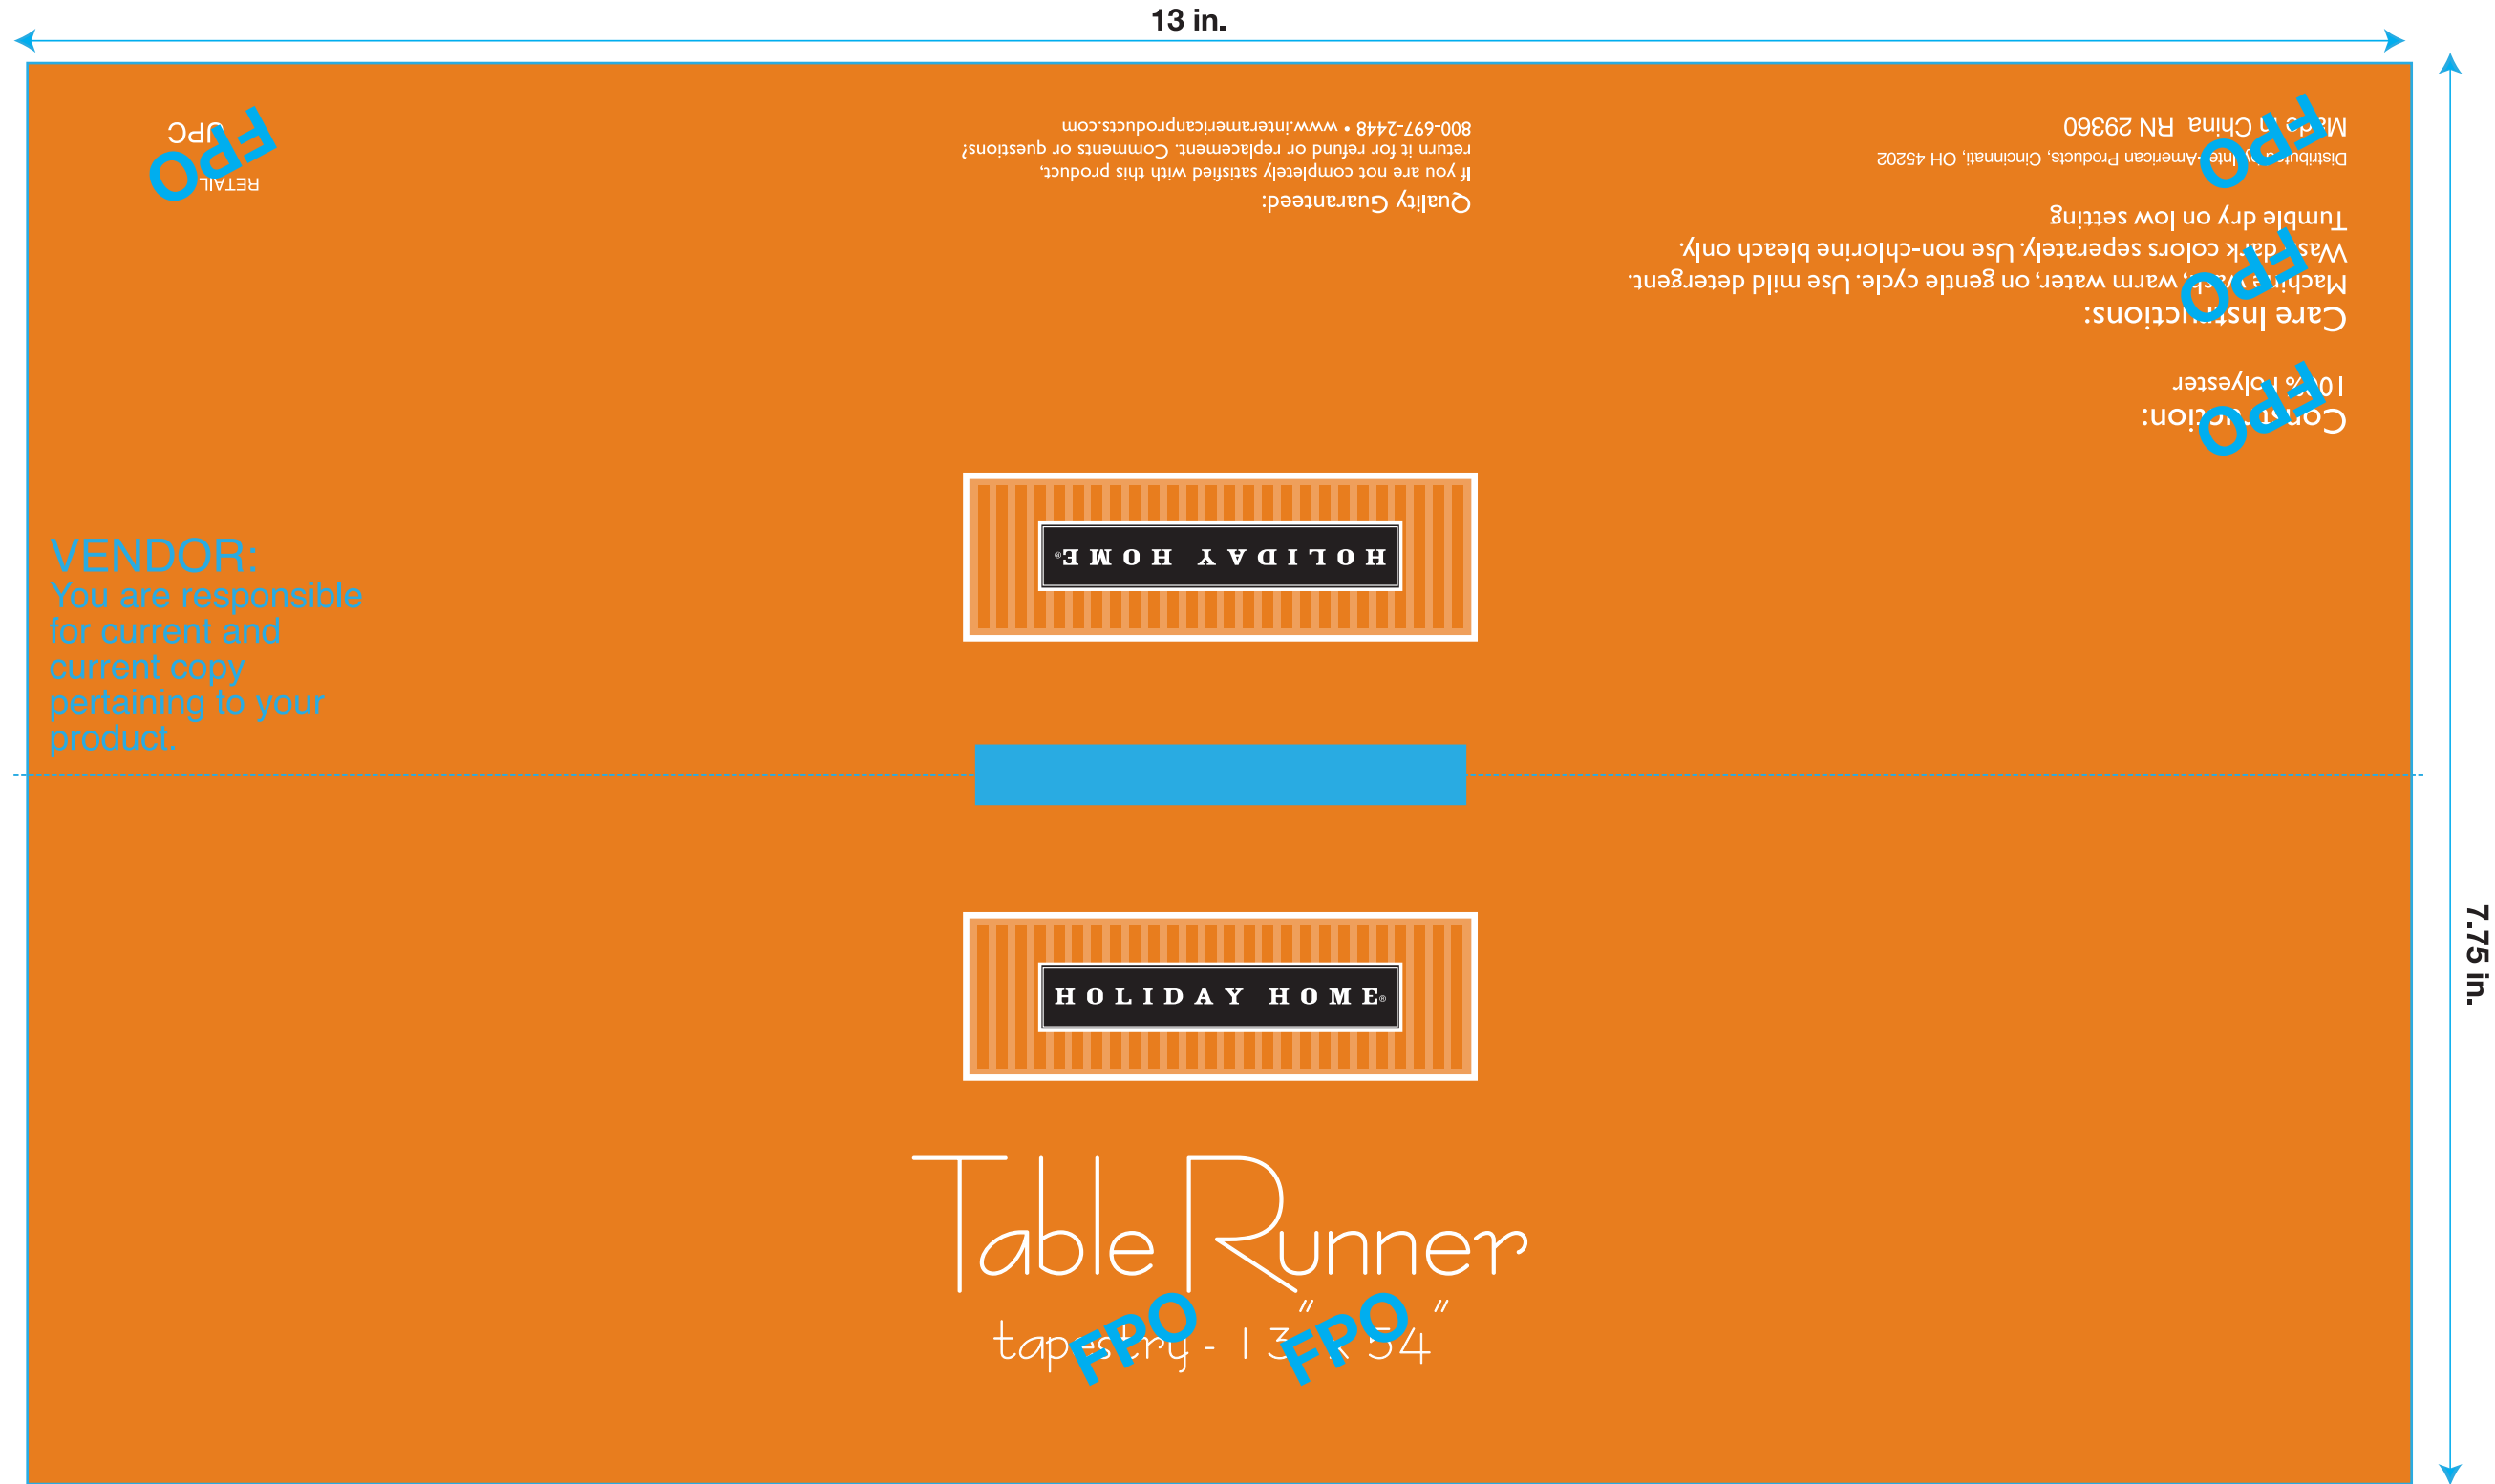 13 in.
7.75 in.
Construction:
100% Polyester
Care Instructions:
Machine wash, warm water, on gentle cycle. Use mild detergent.
Wash dark colors seperately. Use non-chlorine bleach only.
Tumble dry on low setting
Distributed by Inter-American Products, Cincinnati, OH 45202
Made in China RN 29360
FPO
FPO
FPO
Quality Guaranteed:
If you are not completely satisfied with this product,
return it for refund or replacement. Comments or questions?
800-697-2448 • www.interamericanproducts.com
RETAIL
UPC
FPO
HOLIDAY HOME®
VENDOR:
You are responsible
for current and
current copy
pertaining to your
product.
HOLIDAY HOME®
Table Runner
tapestry - 13" x 54"
FPO FPO